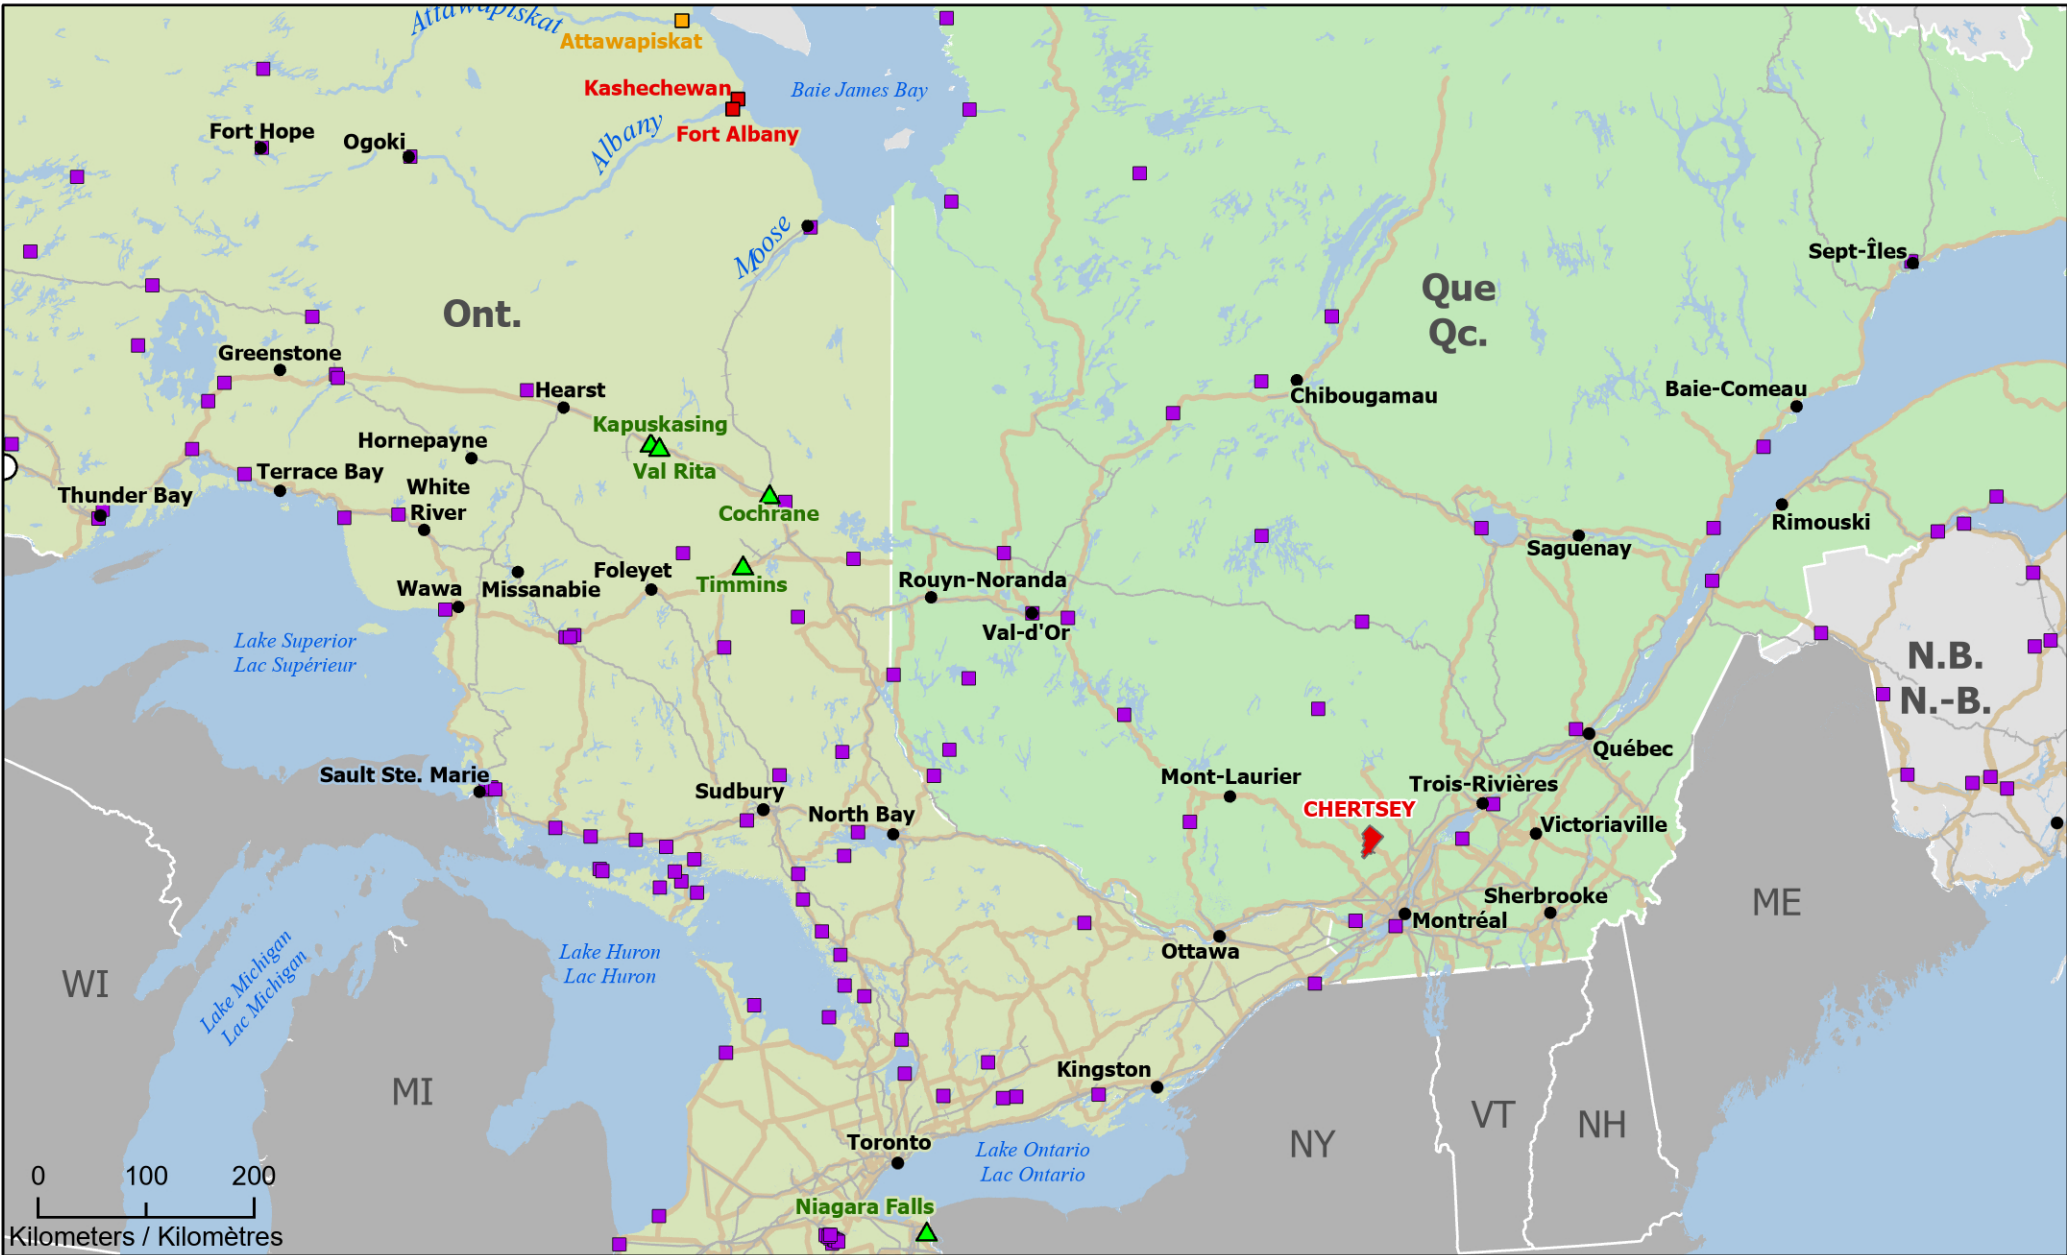 Attawapiskat
Attawapiskat
Kashechewan
Baie James Bay
Fort Hope
Ogoki
Albany
Fort Albany
Moose
Sept-Îles
Ont.
Que
Qc.
Greenstone
Hearst
Chibougamau
Baie-Comeau
Kapuskasing
Hornepayne
Val Rita
Terrace Bay
White
River
Thunder Bay
Cochrane
Rimouski
Saguenay
Foleyet
Timmins
Rouyn-Noranda
Wawa
Missanabie
Val-d'Or
Lake Superior
Lac Supérieur
N.B.
N.-B.
Québec
Sault Ste. Marie
Sudbury
Mont-Laurier
Trois-Rivières
North Bay
CHERTSEY
Victoriaville
Sherbrooke
ME
Montréal
Ottawa
Lake Huron
Lac Huron
Lake Michigan
Lac Michigan
WI
MI
Kingston
VT
NH
NY
Toronto
Lake Ontario
Lac Ontario
Niagara Falls
0 100 200
Kilometers / Kilomètres